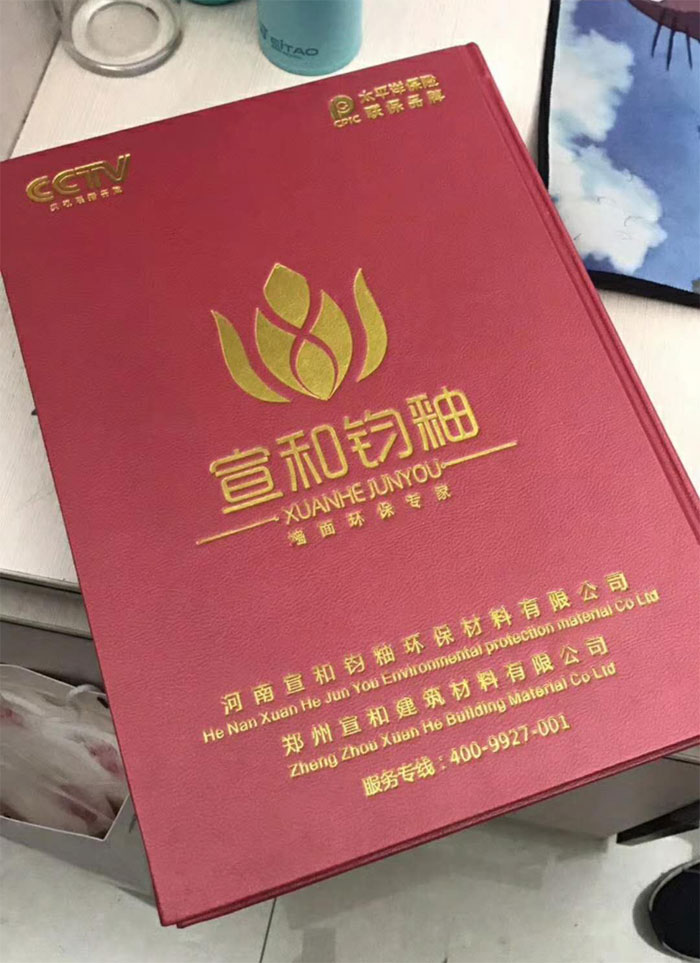 EITAO
太平洋保险
CPIC
联保品牌
CCTV
XUANHE JUNYOU
宣和钧釉
墙面环保专家
河南宣和钧釉环保材料有限公司
He Nan Xuan He Jun You Environmental protection material Co Ltd
郑州宣和建筑材料有限公司
Zheng Zhou Xuan He Building Material Co Ltd
服务专线：400-9927-001